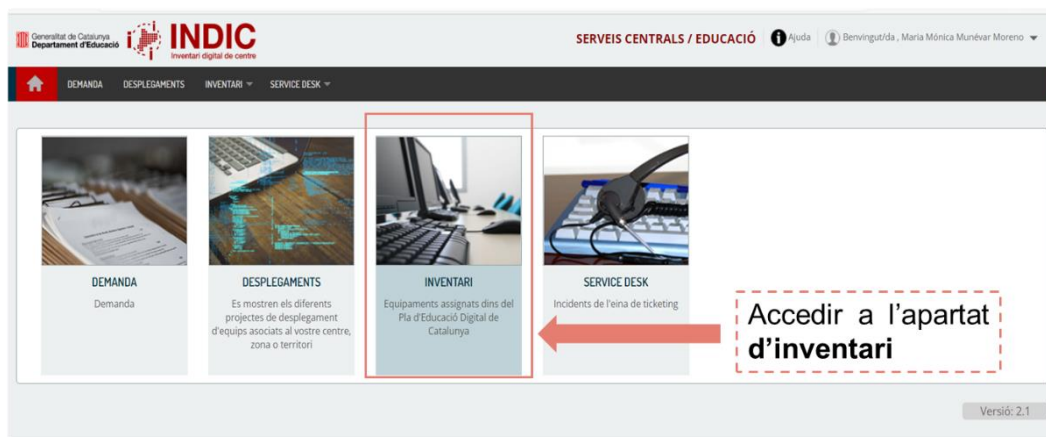 Generalitat de Catalunya
Departament d'Educació
INDIC
Inventari digital de centre
SERVEIS CENTRALS / EDUCACIÓ
Ajuda
Benvingut/da , Maria Mónica Munévar Moreno
DEMANDA DESPLEGAMENTS INVENTARI SERVICE DESK
DEMANDA
Demanda
DESPLEGAMENTS
Es mostren els diferents
projectes de desplegament
d'equips asociats al vostre centre,
zona o territori
INVENTARI
Equipaments assignats dins del
Pla d'Educació Digital de
Catalunya
SERVICE DESK
Incidents de l'eina de ticketing
Accedir a l'apartat
d'inventari
Versió: 2.1